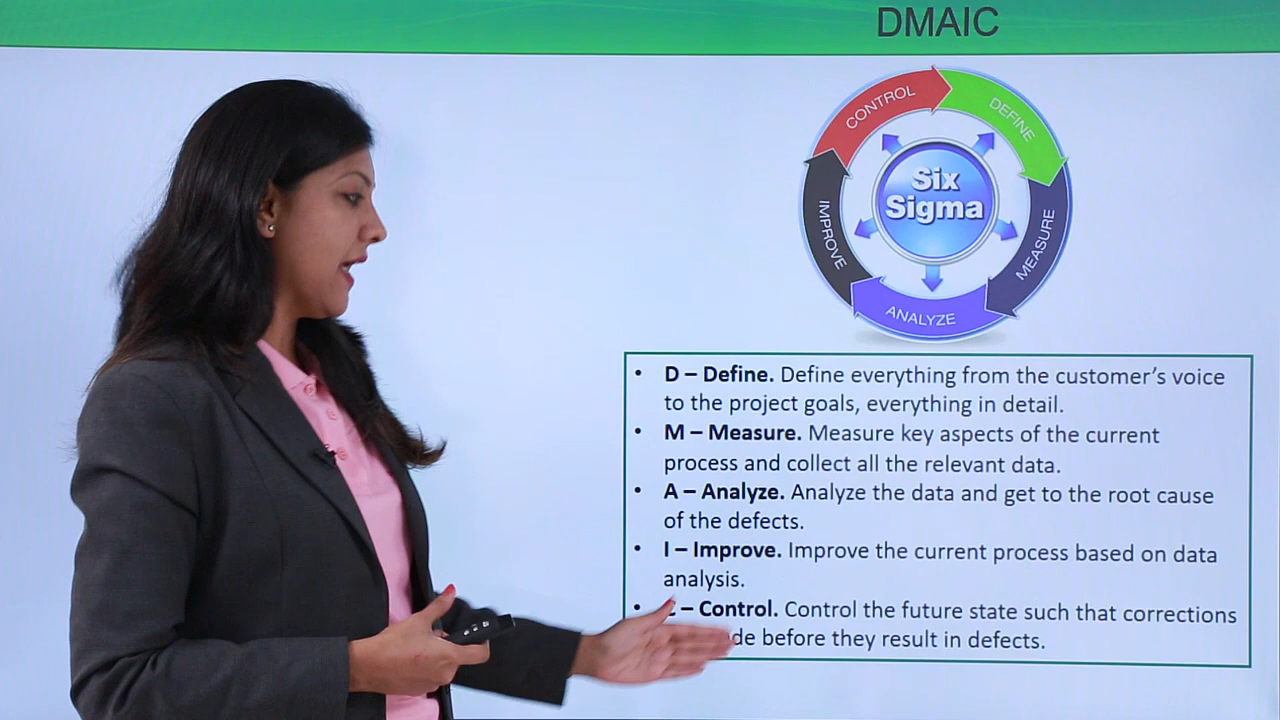 DMAIC
CONTROL
DEFINE
Six
Sigma
IMPROVE
MEASURE
ANALYZE
• D – Define. Define everything from the customer’s voice
to the project goals, everything in detail.
• M – Measure. Measure key aspects of the current
process and collect all the relevant data.
• A – Analyze. Analyze the data and get to the root cause
of the defects.
• I – Improve. Improve the current process based on data
analysis.
• – Control. Control the future state such that corrections
before they result in defects.